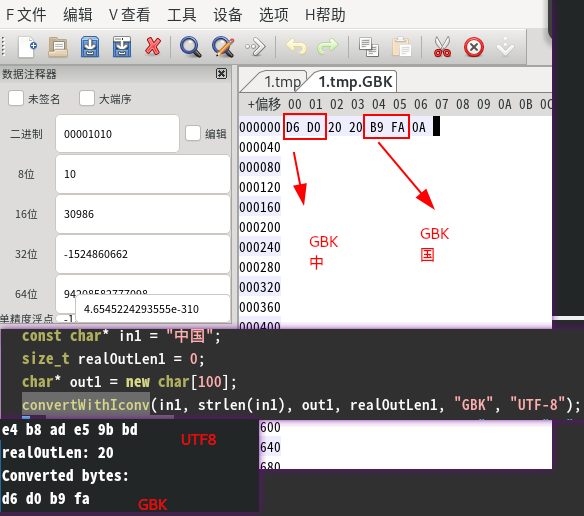 F 文件 编辑 V 查看 工具 设备 选项 H帮助
数据注释器
未签名 大端序
二进制 00001010 编辑
8位 10
16位 30986
32位 -1524860662
64位
4.6545224293555e-310
单精度浮点
1.tmp 1.tmp.GBK
+偏移 00 01 02 03 04 05 06 07 08 09 0A 0B 0C
000000 D6 D0 20 20 B9 FA 0A
000040
000080
000120
000160
000200
000240
000280
000320
000360
000400
GBK
中
GBK
国
const char* in1 = "中国";
size_t realOutLen1 = 0;
char* out1 = new char[100];
convertWithIconv(in1, strlen(in1), out1, realOutLen1, "GBK", "UTF-8");
e4 b8 ad e5 9b bd
UTF8
realOutLen: 20
Converted bytes:
d6 d0 b9 fa
GBK
600
640
680